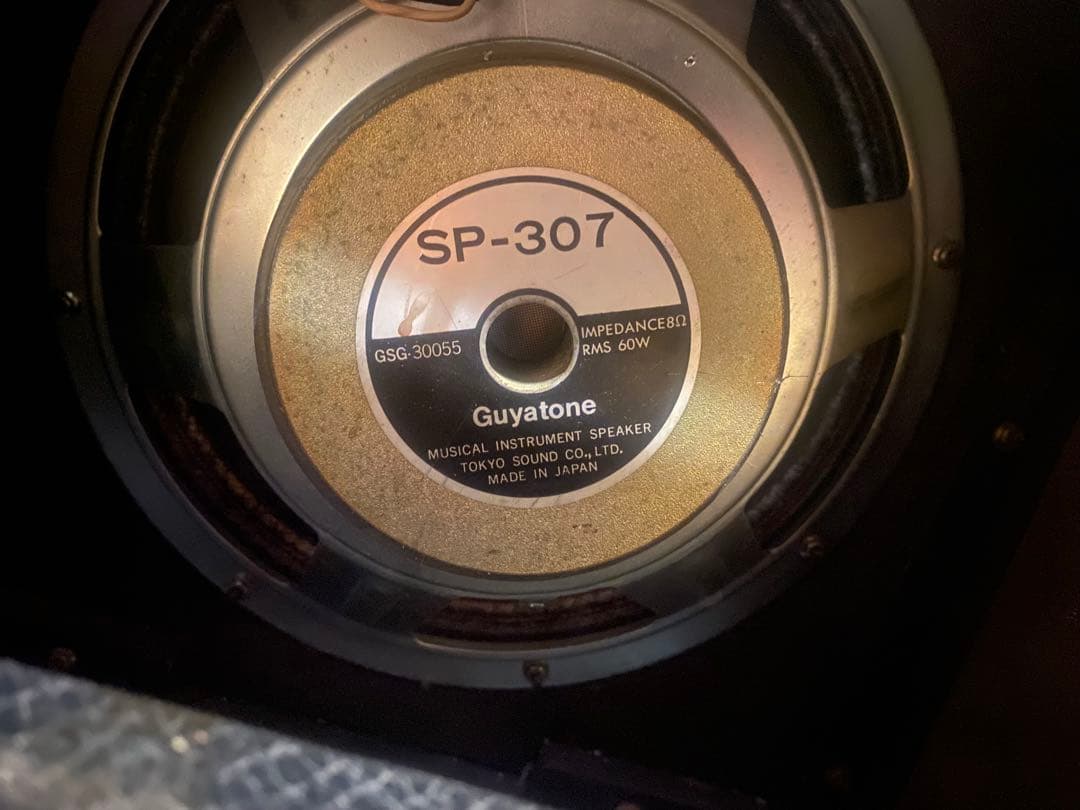 SP-307
GSG·30055
IMPEDANCE8Ω
RMS 60W
Guyatone
MUSICAL INSTRUMENT SPEAKER
TOKYO SOUND CO., LTD.
MADE IN JAPAN